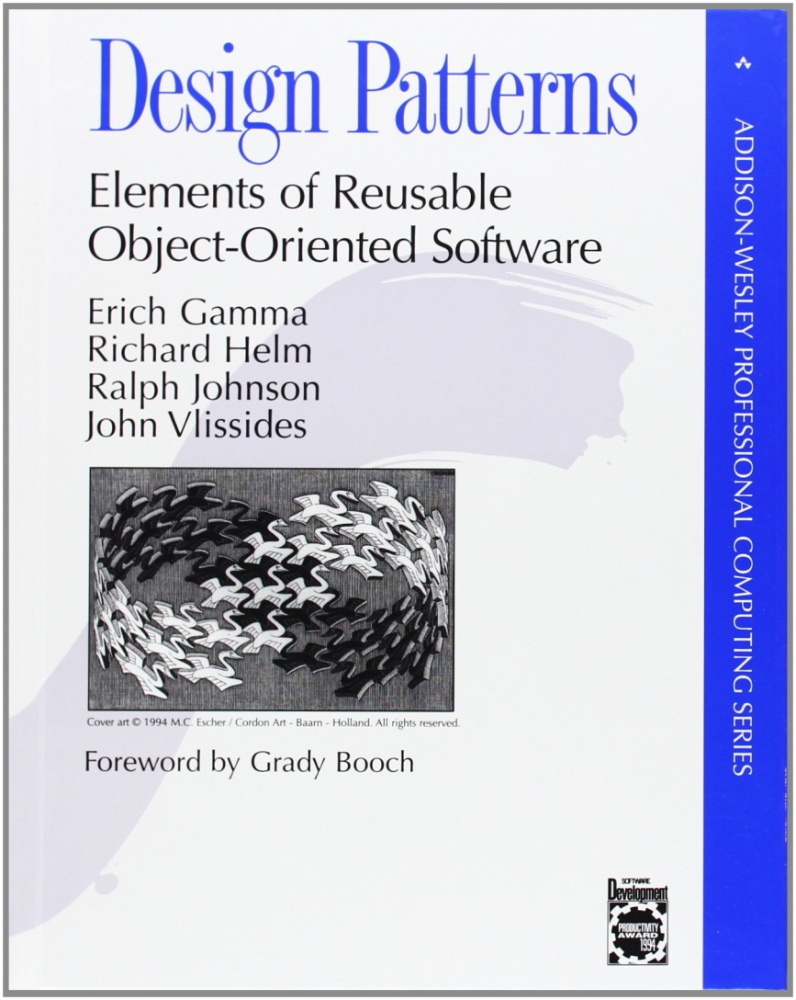 Design Patterns
Elements of Reusable
Object-Oriented Software
Erich Gamma
Richard Helm
Ralph Johnson
John Vlissides
Cover art © 1994 M.C. Escher / Cordon Art - Baarn - Holland. All rights reserved.
Foreword by Grady Booch
SOFTWARE
Development
PRODUCTIVITY
AWARD
1994
ADDISON-WESLEY PROFESSIONAL COMPUTING SERIES